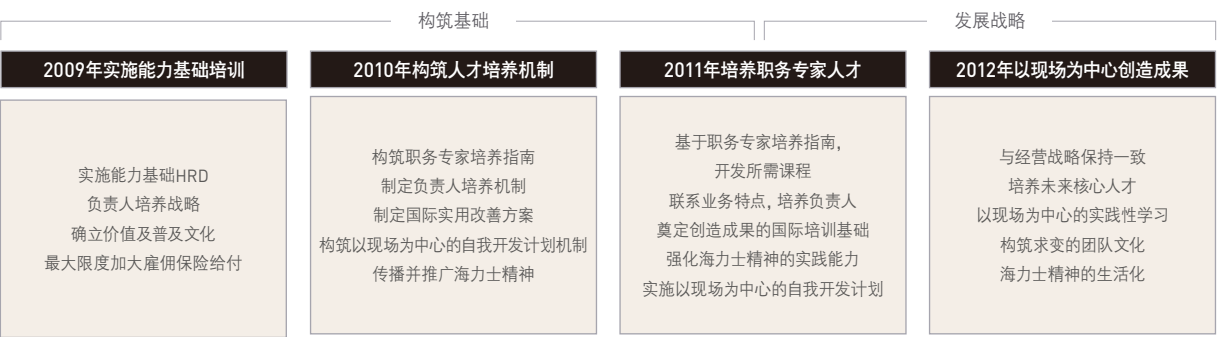 构筑基础
发展战略
2009年实施能力基础培训
实施能力基础HRD
负责人培养战略
确立价值及普及文化
最大限度加大雇佣保险给付
2010年构筑人才培养机制
构筑职务专家培养指南
制定负责人培养机制
制定国际实用改善方案
构筑以现场为中心的自我开发计划机制
传播并推广海力士精神
2011年培养职务专家人才
基于职务专家培养指南，
开发所需课程
联系业务特点，培养负责人
奠定创造成果的国际培训基础
强化海力士精神的实践能力
实施以现场为中心的自我开发计划
2012年以现场为中心创造成果
与经营战略保持一致
培养未来核心人才
以现场为中心的实践性学习
构筑求变的团队文化
海力士精神的生活化